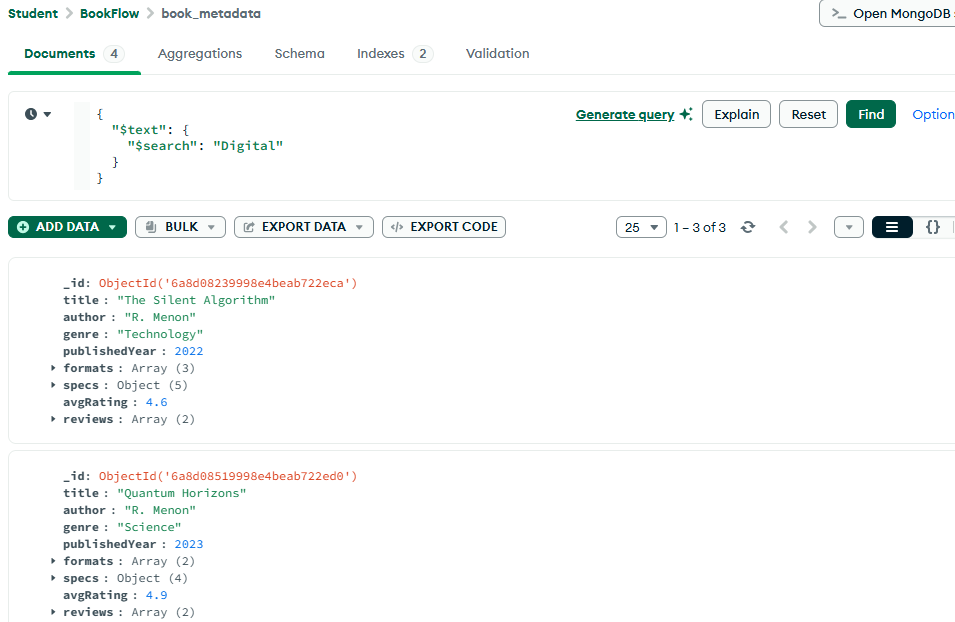 Student > BookFlow > book_metadata
>_ Open MongoDB
Documents 4 Aggregations Schema Indexes 2 Validation
{
"$text": {
"$search": "Digital"
}
}
Generate query Explain Reset Find Option
ADD DATA BULK EXPORT DATA EXPORT CODE
25 1 – 3 of 3 {}
_id: ObjectId('6a8d08239998e4beab722eca')
title : "The Silent Algorithm"
author : "R. Menon"
genre : "Technology"
publishedYear : 2022
formats : Array (3)
specs : Object (5)
avgRating : 4.6
reviews : Array (2)
_id: ObjectId('6a8d08519998e4beab722ed0')
title : "Quantum Horizons"
author : "R. Menon"
genre : "Science"
publishedYear : 2023
formats : Array (2)
specs : Object (4)
avgRating : 4.9
reviews : Array (2)